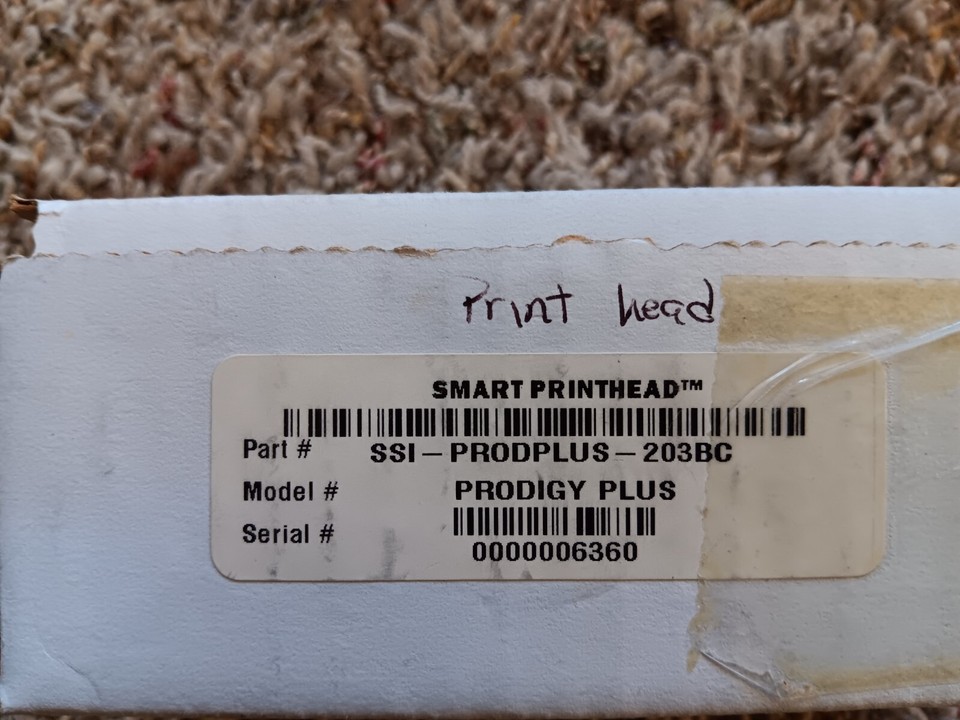 Print head
SMART PRINTHEAD™
Part # SSI-PRODPLUS-203BC
Model # PRODIGY PLUS
Serial #
0000006360